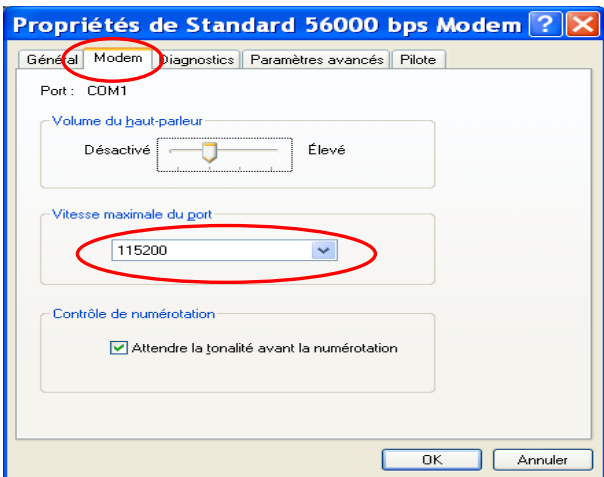 Propriétés de Standard 56000 bps Modem
Général Modem Diagnostics Paramètres avancés Pilote
Port : COM1
Volume du haut-parleur
Désactivé Élevé
Vitesse maximale du port
115200
Contrôle de numérotation
Attendre la tonalité avant la numérotation
OK Annuler